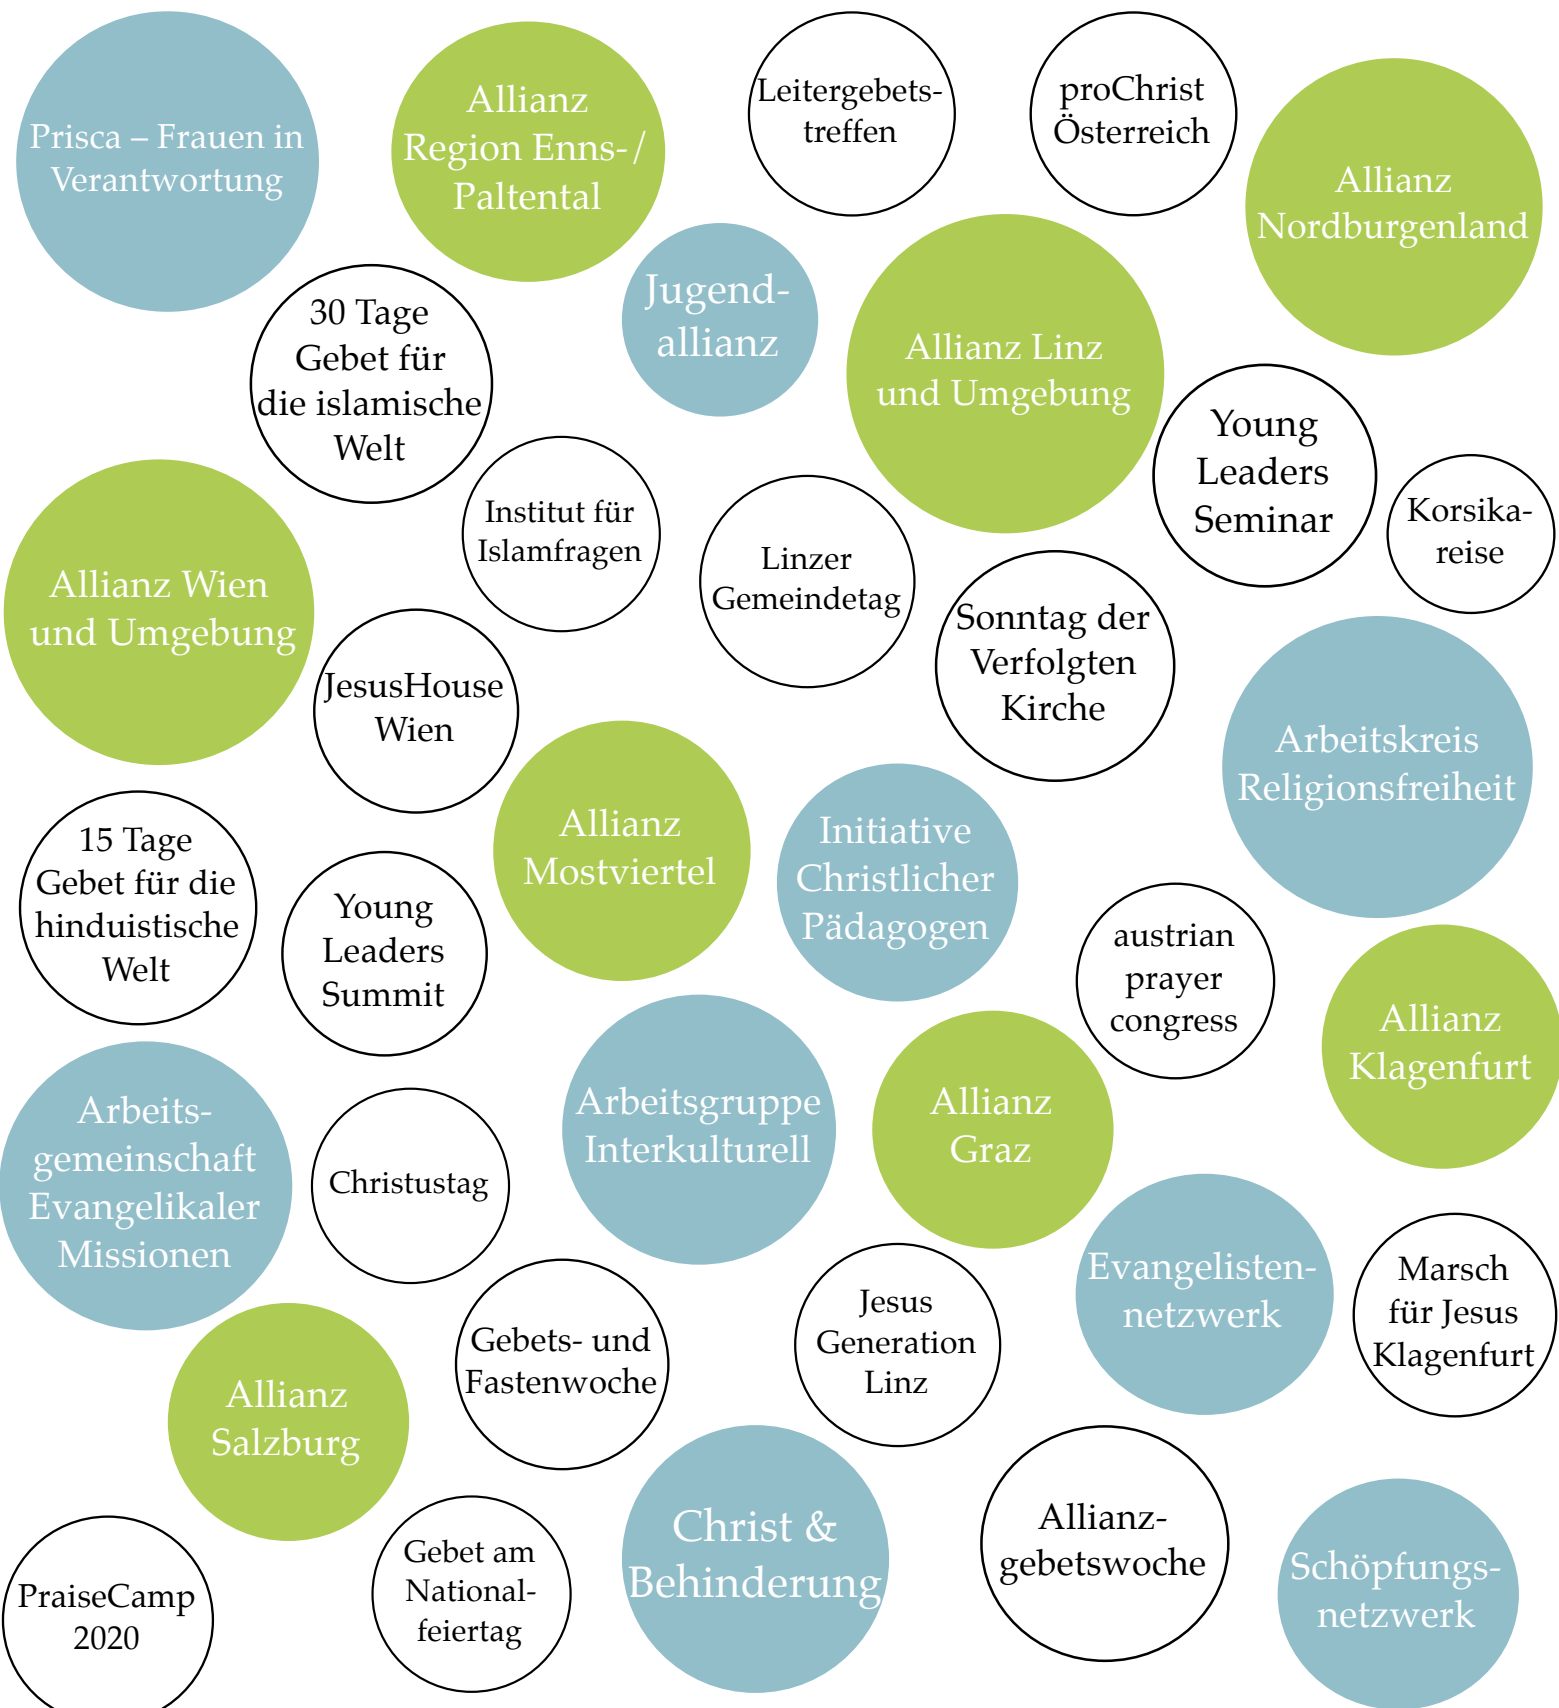 Prisca – Frauen in
Verantwortung
Allianz
Region Enns-/
Paltental
Leitergebets-
treffen
proChrist
Österreich
Allianz
Nordburgenland
30 Tage
Gebet für
die islamische
Welt
Jugend-
allianz
Allianz Linz
und Umgebung
Young
Leaders
Seminar
Korsika-
reise
Allianz Wien
und Umgebung
Institut für
Islamfragen
Linzer
Gemeindetag
Sonntag der
Verfolgten
Kirche
JesusHouse
Wien
Arbeitskreis
Religionsfreiheit
15 Tage
Gebet für die
hinduistische
Welt
Young
Leaders
Summit
Allianz
Mostviertel
Initiative
Christlicher
Pädagogen
austrian
prayer
congress
Allianz
Klagenfurt
Arbeits-
gemeinschaft
Evangelikaler
Missionen
Christustag
Arbeitsgruppe
Interkulturell
Allianz
Graz
Evangelisten-
netzwerk
Marsch
für Jesus
Klagenfurt
Allianz
Salzburg
Gebets- und
Fastenwoche
Jesus
Generation
Linz
PraiseCamp
2020
Gebet am
National-
feiertag
Christ &
Behinderung
Allianz-
gebetswoche
Schöpfungs-
netzwerk